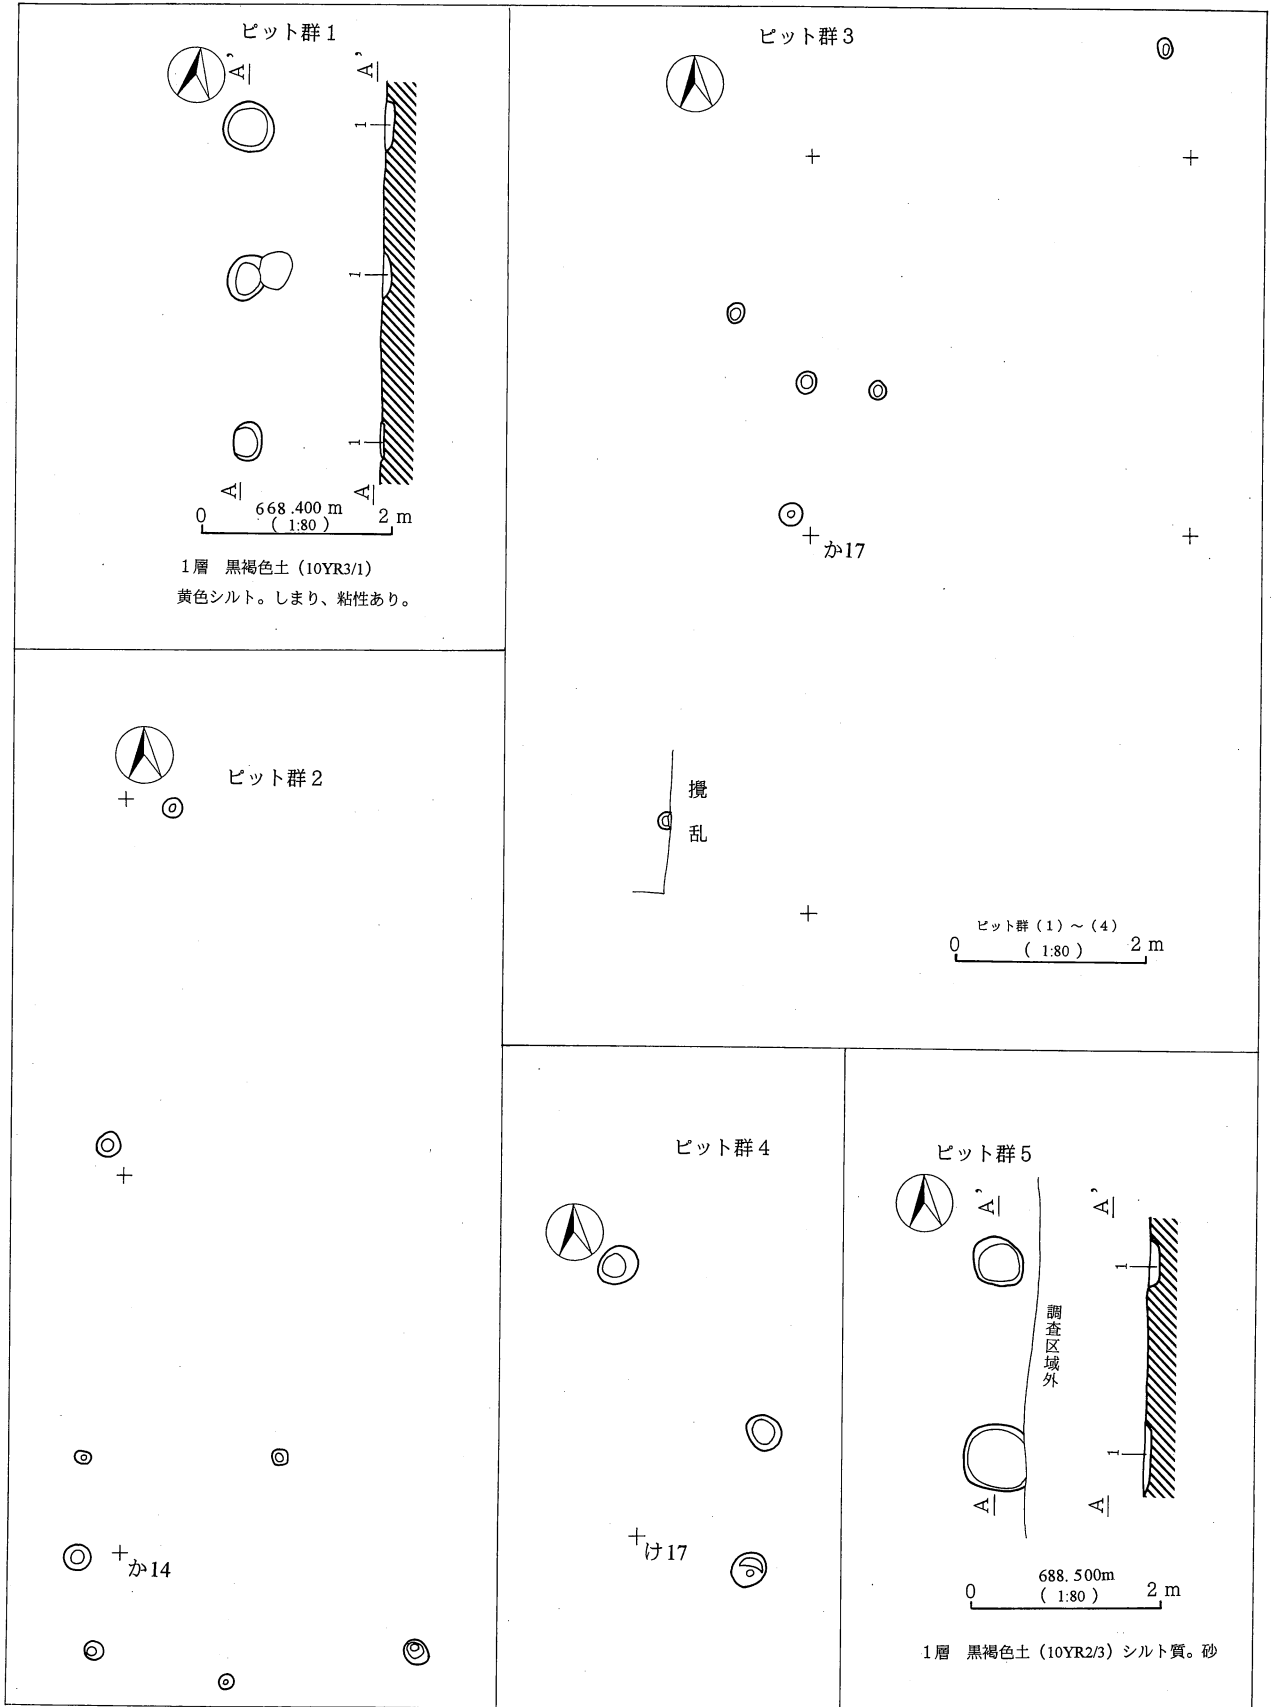 ピット群1
A'
A'
1
1
1
A
A
668.400 m
0 (1:80) 2 m
1層 黒褐色土（10YR3/1）
黄色シルト。しまり、粘性あり。
ピット群2
か14
ピット群3
か17
攪乱
ピット群（1）～（4）
0 (1:80) 2 m
ピット群4
け17
ピット群5
A'
A'
調査区域外
1
1
A
A
688.500m
0 (1:80) 2 m
1層 黒褐色土（10YR2/3）シルト質。砂